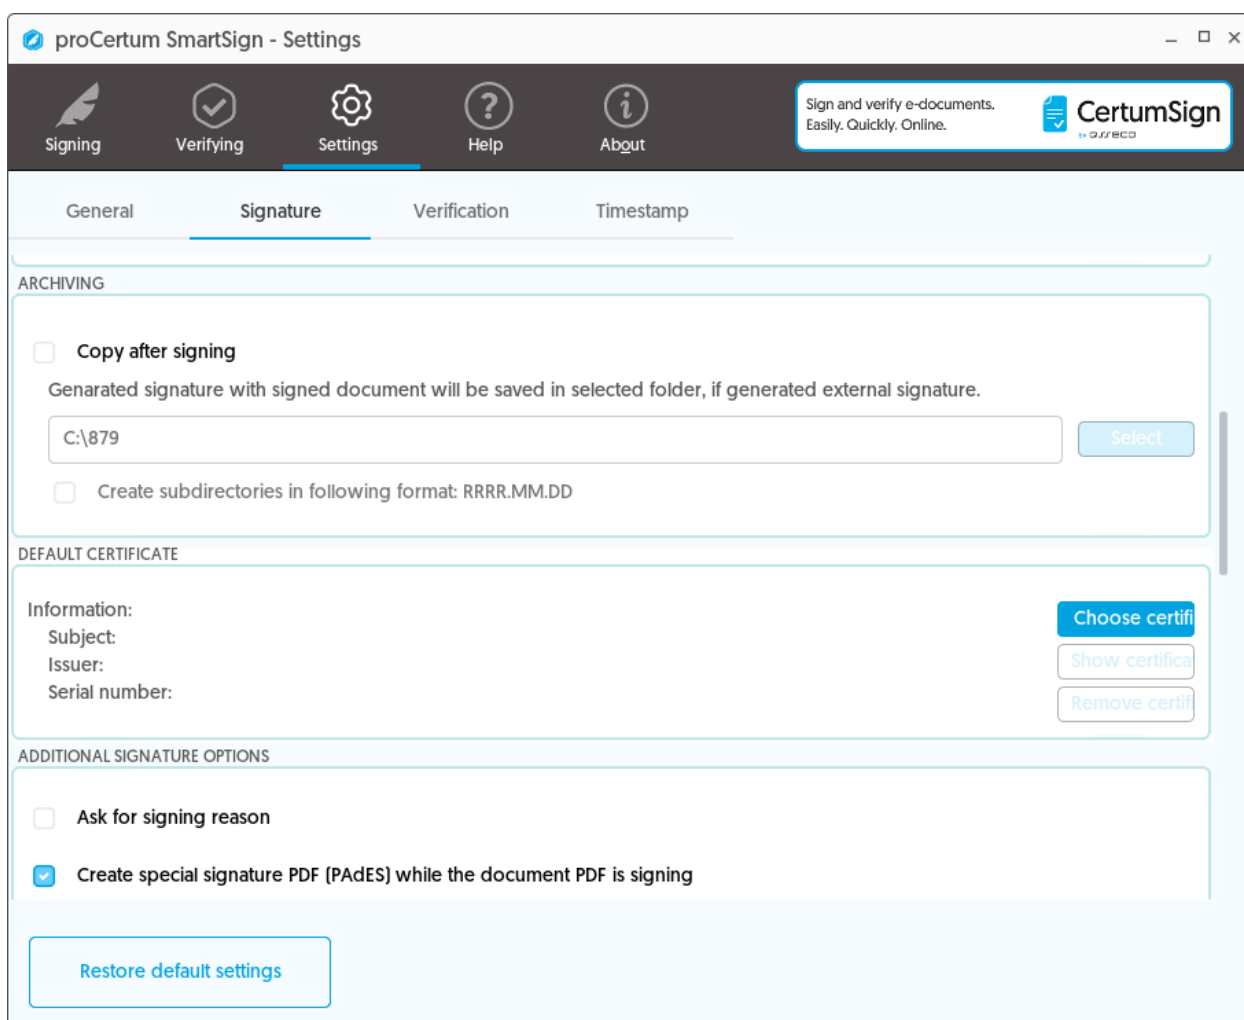 proCertum SmartSign - Settings
Signing
Verifying
Settings
Help
About
Sign and verify e-documents.
Easily. Quickly. Online.
CertumSign
by asseco
General
Signature
Verification
Timestamp
ARCHIVING
Copy after signing
Genarated signature with signed document will be saved in selected folder, if generated external signature.
C:\879
Select
Create subdirectories in following format: RRRR.MM.DD
DEFAULT CERTIFICATE
Information:
Choose certifi
Subject:
Issuer:
Show certifica
Serial number:
Remove certifi
ADDITIONAL SIGNATURE OPTIONS
Ask for signing reason
Create special signature PDF (PAdES) while the document PDF is signing
Restore default settings